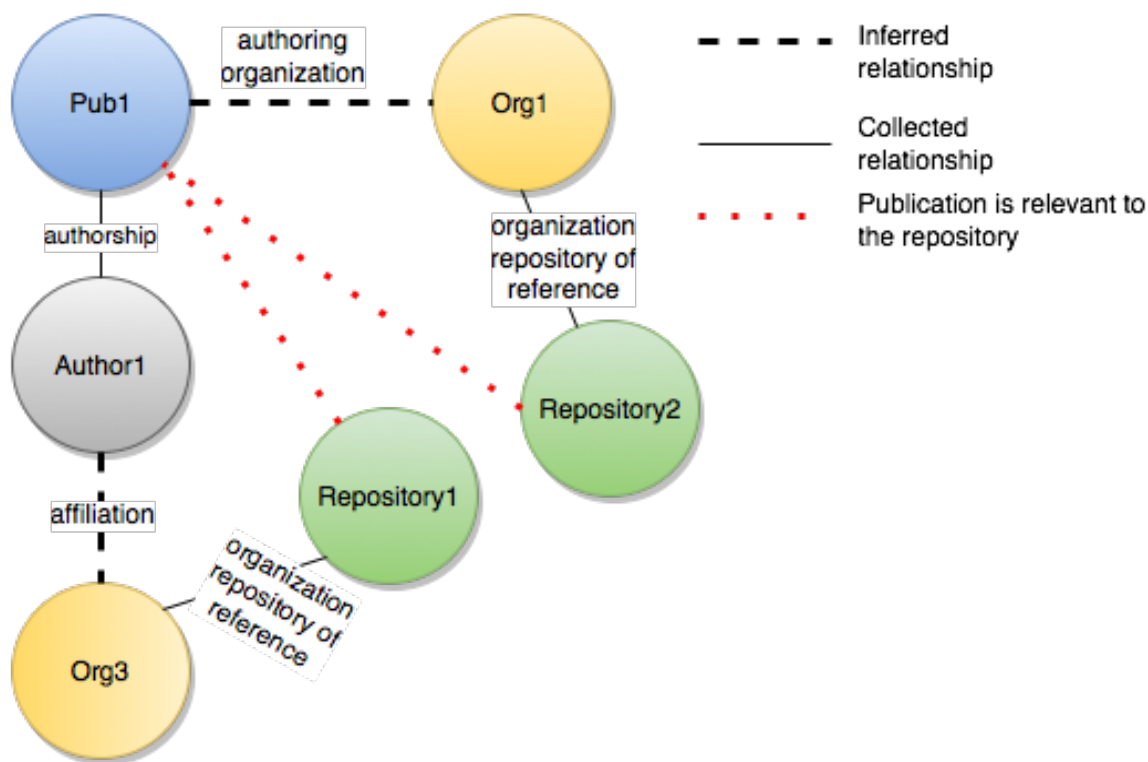 authoring
organization
Pub1
Org1
Inferred
relationship
Collected
relationship
Publication is relevant to
the repository
authorship
organization
repository of
reference
Author1
Repository2
Repository1
affiliation
organization
repository of
reference
Org3